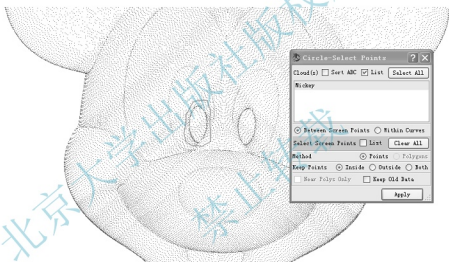 Circle-Select Points
Cloud(s) Sort ABC List Select All
Mickey
Between Screen Points Within Curves
Select Screen Points List Clear All
Method Points Polygons
Keep Points Inside Outside Both
Near Polys Only Keep Old Data
Apply
北京大学出版社版权
禁止转载